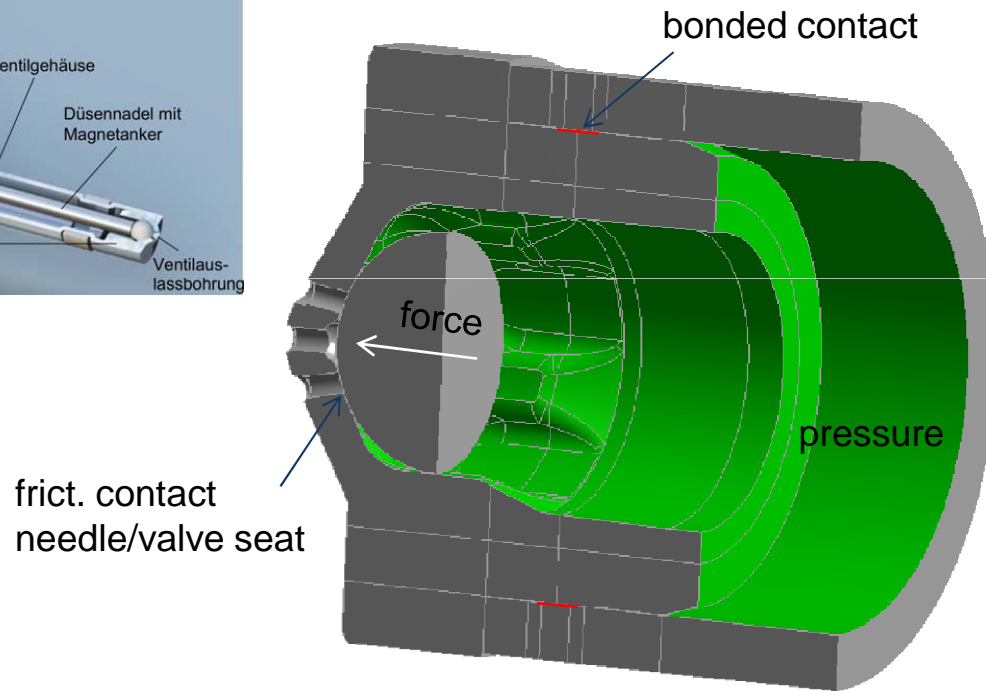 bonded contact
entilgehäuse
Düsennadel mit
Magnetanker
Ventilaus-
lassbohrung
force
pressure
frict. contact
needle/valve seat